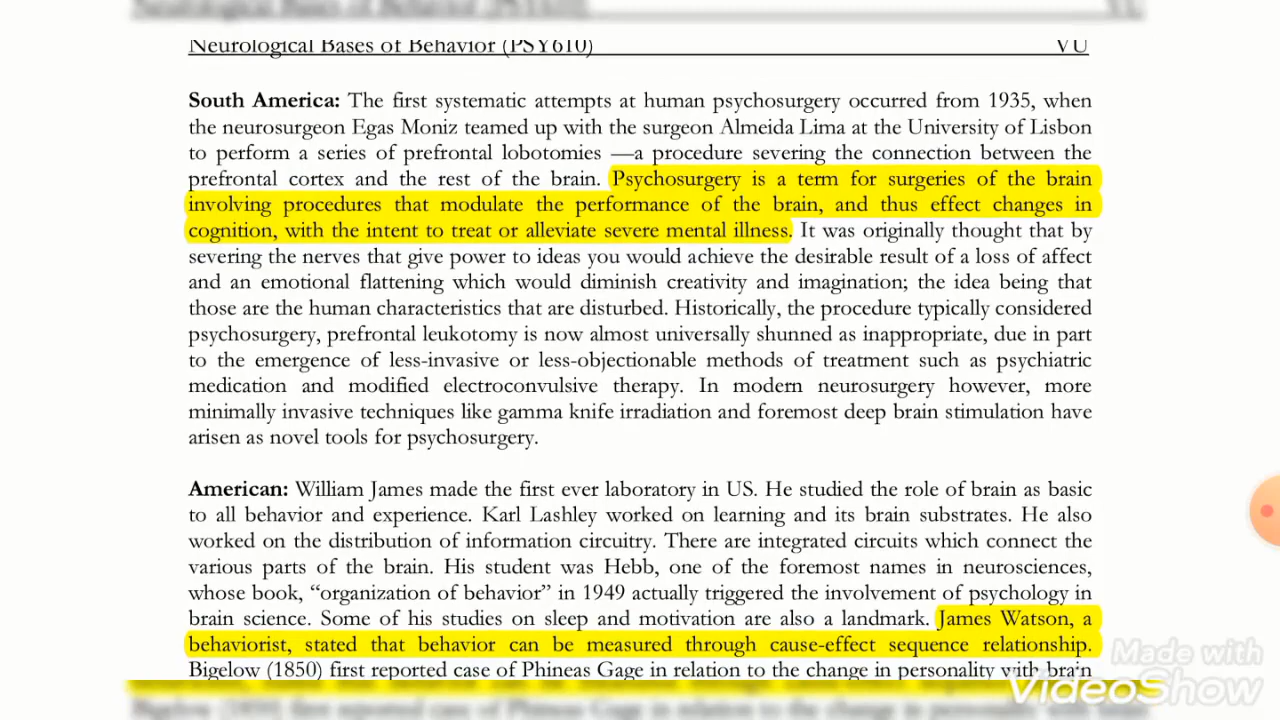 Neurological Bases of Behavior (PSY610) VU
South America: The first systematic attempts at human psychosurgery occurred from 1935, when
the neurosurgeon Egas Moniz teamed up with the surgeon Almeida Lima at the University of Lisbon
to perform a series of prefrontal lobotomies —a procedure severing the connection between the
prefrontal cortex and the rest of the brain. Psychosurgery is a term for surgeries of the brain
involving procedures that modulate the performance of the brain, and thus effect changes in
cognition, with the intent to treat or alleviate severe mental illness. It was originally thought that by
severing the nerves that give power to ideas you would achieve the desirable result of a loss of affect
and an emotional flattening which would diminish creativity and imagination; the idea being that
those are the human characteristics that are disturbed. Historically, the procedure typically considered
psychosurgery, prefrontal leukotomy is now almost universally shunned as inappropriate, due in part
to the emergence of less-invasive or less-objectionable methods of treatment such as psychiatric
medication and modified electroconvulsive therapy. In modern neurosurgery however, more
minimally invasive techniques like gamma knife irradiation and foremost deep brain stimulation have
arisen as novel tools for psychosurgery.
American: William James made the first ever laboratory in US. He studied the role of brain as basic
to all behavior and experience. Karl Lashley worked on learning and its brain substrates. He also
worked on the distribution of information circuitry. There are integrated circuits which connect the
various parts of the brain. His student was Hebb, one of the foremost names in neurosciences,
whose book, “organization of behavior” in 1949 actually triggered the involvement of psychology in
brain science. Some of his studies on sleep and motivation are also a landmark. James Watson, a
behaviorist, stated that behavior can be measured through cause-effect sequence relationship.
Bigelow (1850) first reported case of Phineas Gage in relation to the change in personality with brain
Made with
VideoShow